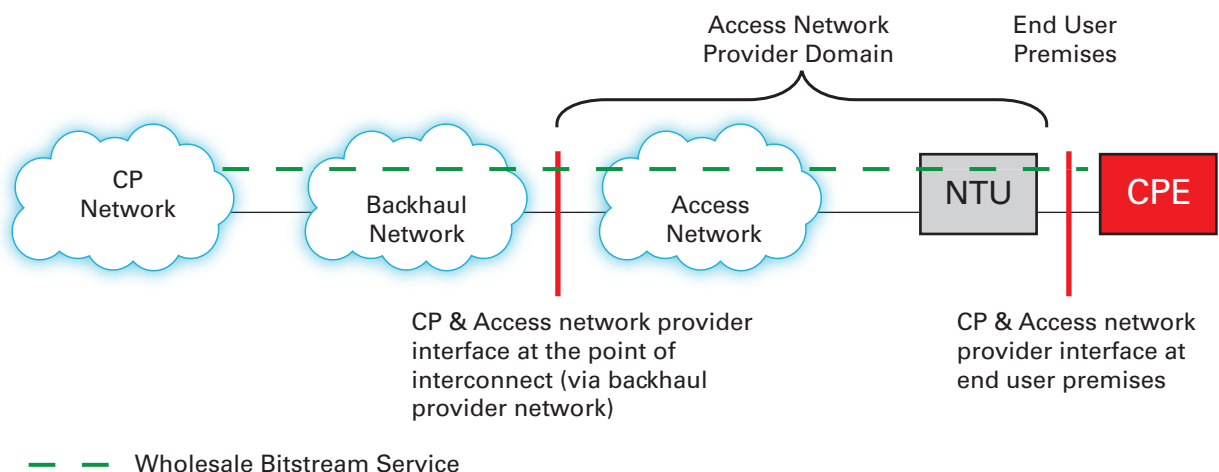 Access Network
Provider Domain
End User
Premises
CP
Network
Backhaul
Network
Access
Network
NTU
CPE
CP & Access network provider
interface at the point of
interconnect (via backhaul
provider network)
CP & Access network
provider interface at
end user premises
Wholesale Bitstream Service